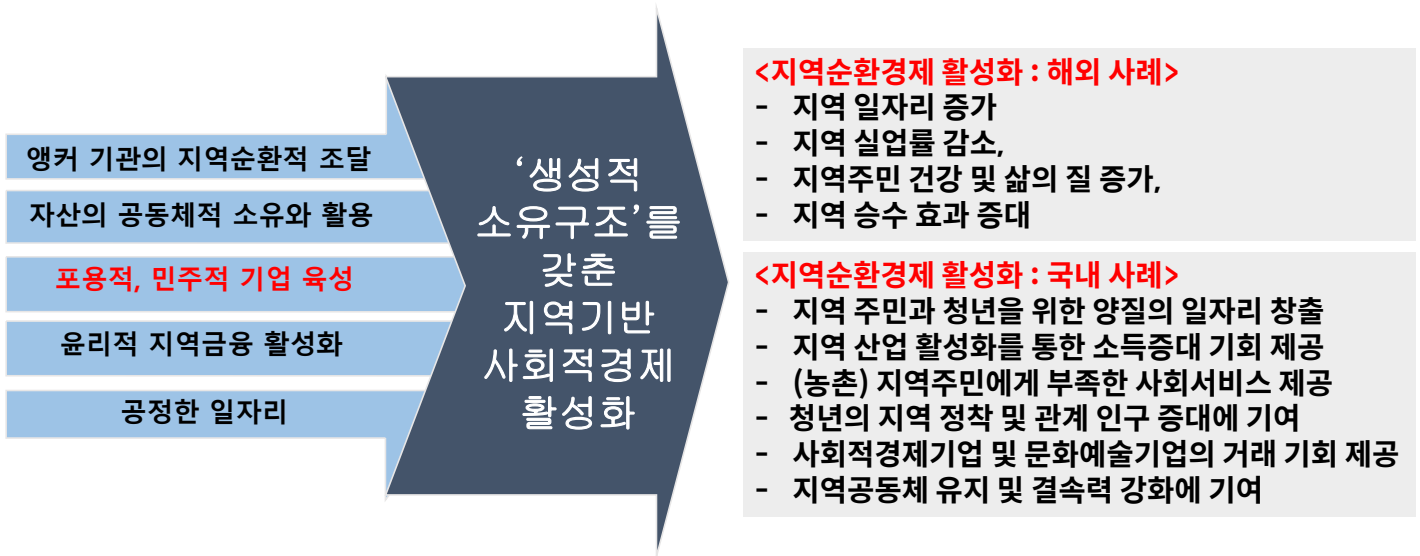 앵커 기관의 지역순환적 조달
자산의 공동체적 소유와 활용
포용적, 민주적 기업 육성
윤리적 지역금융 활성화
공정한 일자리
‘생성적
소유구조’를
갖춘
지역기반
사회적경제
활성화
<지역순환경제 활성화 : 해외 사례>
- 지역 일자리 증가
- 지역 실업률 감소,
- 지역주민 건강 및 삶의 질 증가,
- 지역 승수 효과 증대
<지역순환경제 활성화 : 국내 사례>
- 지역 주민과 청년을 위한 양질의 일자리 창출
- 지역 산업 활성화를 통한 소득증대 기회 제공
- (농촌) 지역주민에게 부족한 사회서비스 제공
- 청년의 지역 정착 및 관계 인구 증대에 기여
- 사회적경제기업 및 문화예술기업의 거래 기회 제공
- 지역공동체 유지 및 결속력 강화에 기여